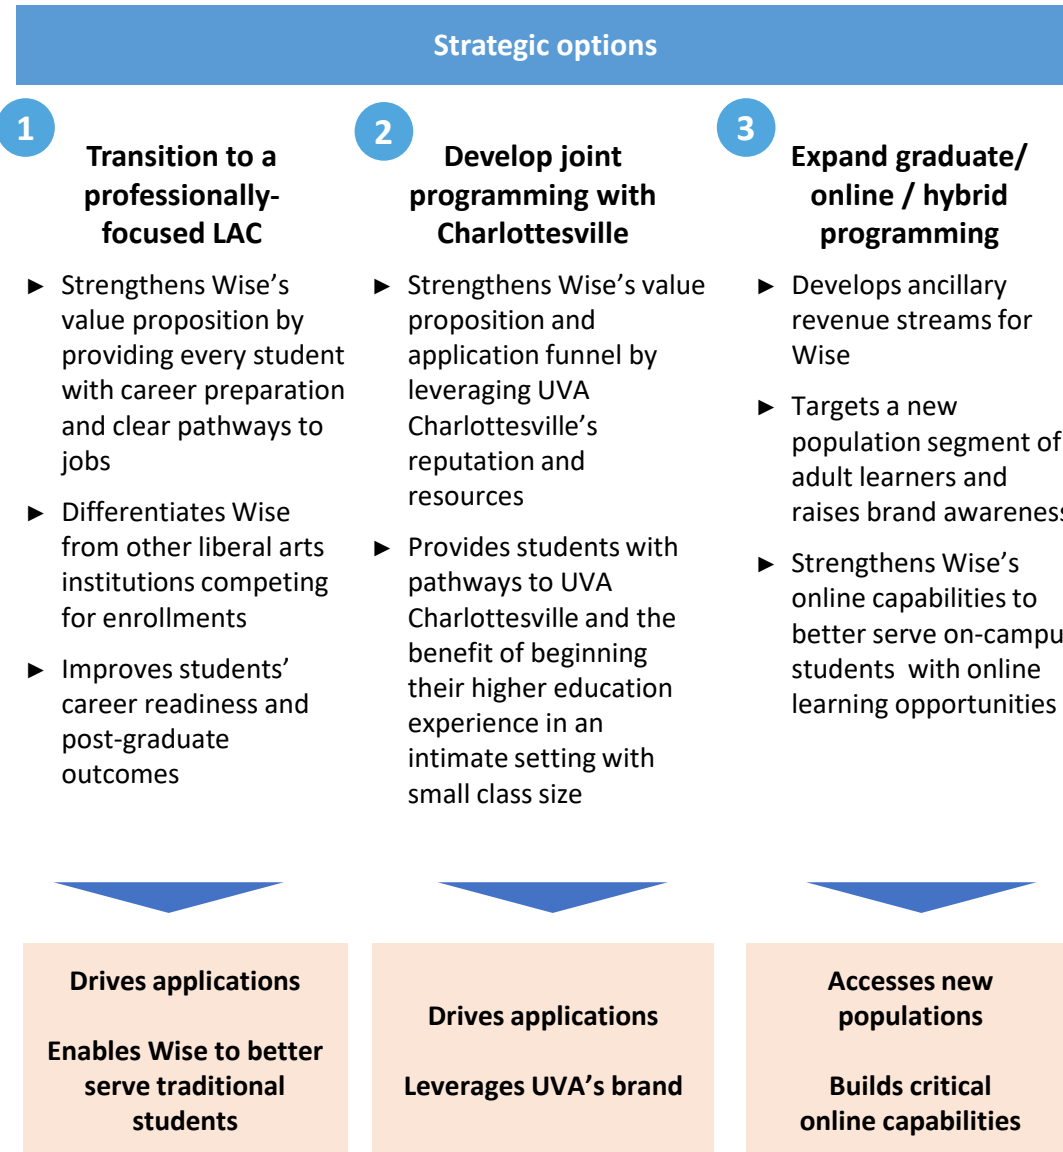 Strategic options
1
Transition to a
professionally-
focused LAC
► Strengthens Wise's
value proposition by
providing every student
with career preparation
and clear pathways to
jobs
► Differentiates Wise
from other liberal arts
institutions competing
for enrollments
► Improves students'
career readiness and
post-graduate
outcomes
Drives applications
Enables Wise to better
serve traditional
students
2
Develop joint
programming with
Charlottesville
► Strengthens Wise's value
proposition and
application funnel by
leveraging UVA
Charlottesville's
reputation and
resources
► Provides students with
pathways to UVA
Charlottesville and the
benefit of beginning
their higher education
experience in an
intimate setting with
small class size
Drives applications
Leverages UVA's brand
3
Expand graduate/
online / hybrid
programming
► Develops ancillary
revenue streams for
Wise
► Targets a new
population segment of
adult learners and
raises brand awareness
► Strengthens Wise's
online capabilities to
better serve on-campu
students  with online
learning opportunities
Accesses new
populations
Builds critical
online capabilities